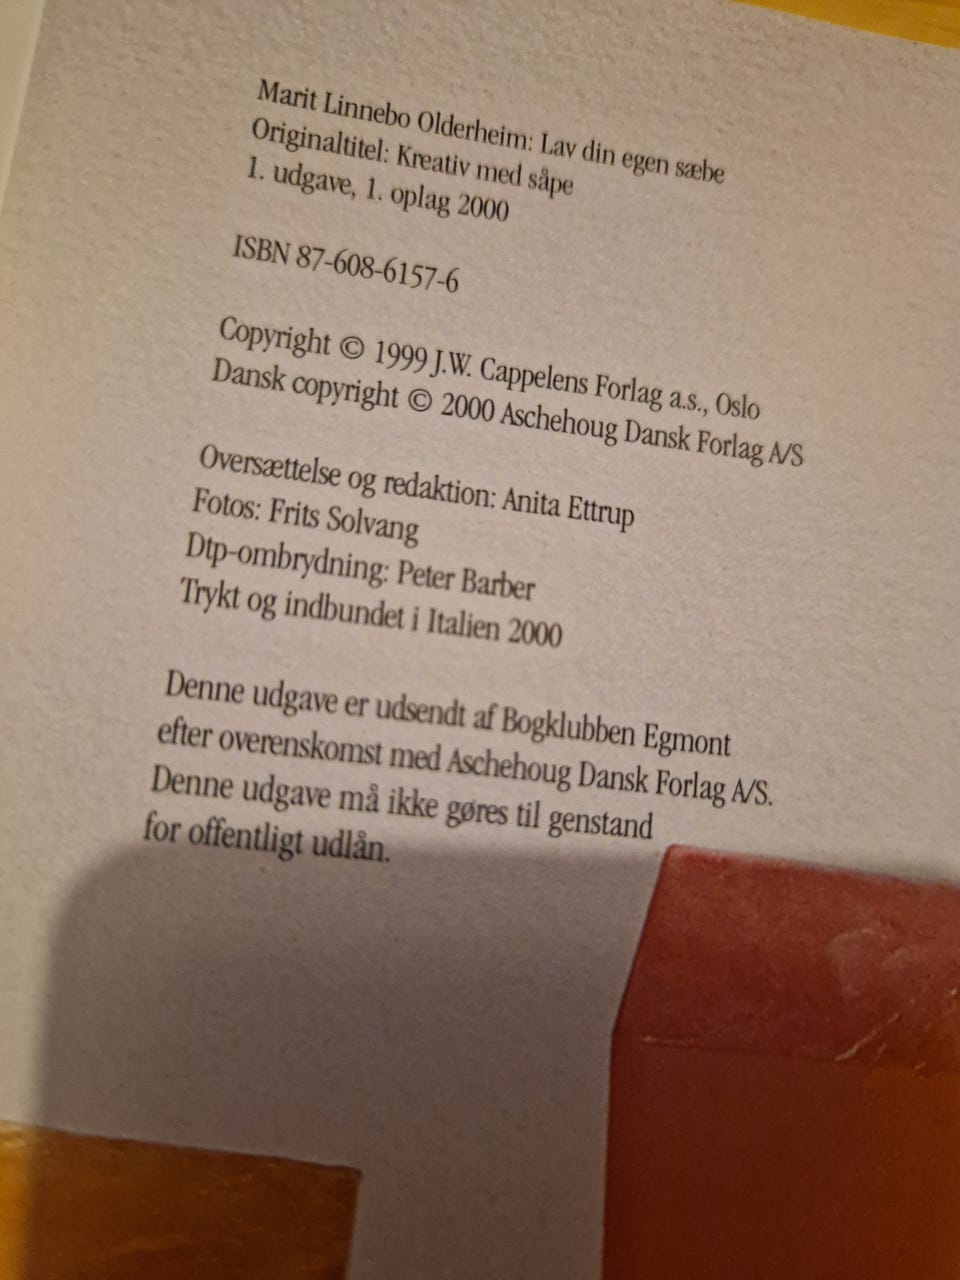 Marit Linnebo Olderheim: Lav din egen sæbe
Originaltitel: Kreativ med såpe
1. udgave, 1. oplag 2000
ISBN 87-608-6157-6
Copyright © 1999 J.W. Cappelens Forlag a.s., Oslo
Dansk copyright © 2000 Aschehoug Dansk Forlag A/S
Oversættelse og redaktion: Anita Ettrup
Fotos: Frits Solvang
Dtp-ombrydning: Peter Barber
Trykt og indbundet i Italien 2000
Denne udgave er udsendt af Bogklubben Egmont
efter overenskomst med Aschehoug Dansk Forlag A/S.
Denne udgave må ikke gøres til genstand
for offentligt udlån.